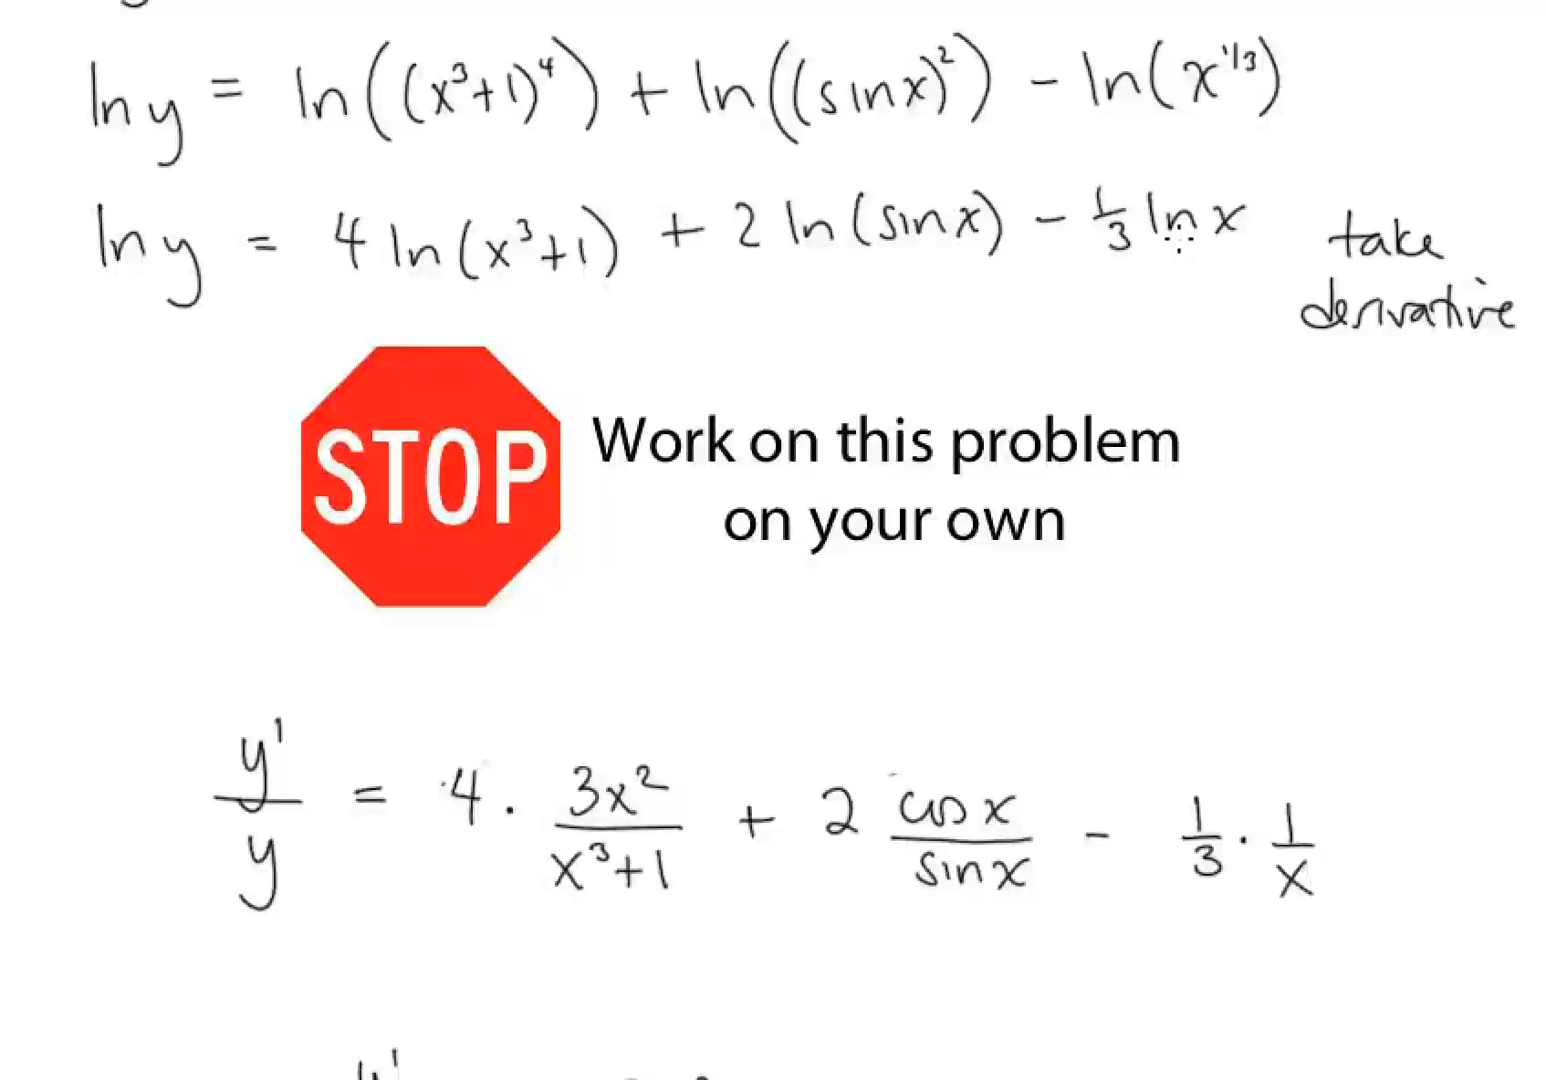 ln y = ln((x³+1)⁴) + ln((sin x)²) - ln(x^{1/3})
ln y = 4 ln(x³+1) + 2 ln(sin x) - 1/3 ln x
take
derivative
STOP
Work on this problem
on your own
y'/y = 4 · 3x²/(x³+1) + 2 cos x/sin x - 1/3 · 1/x